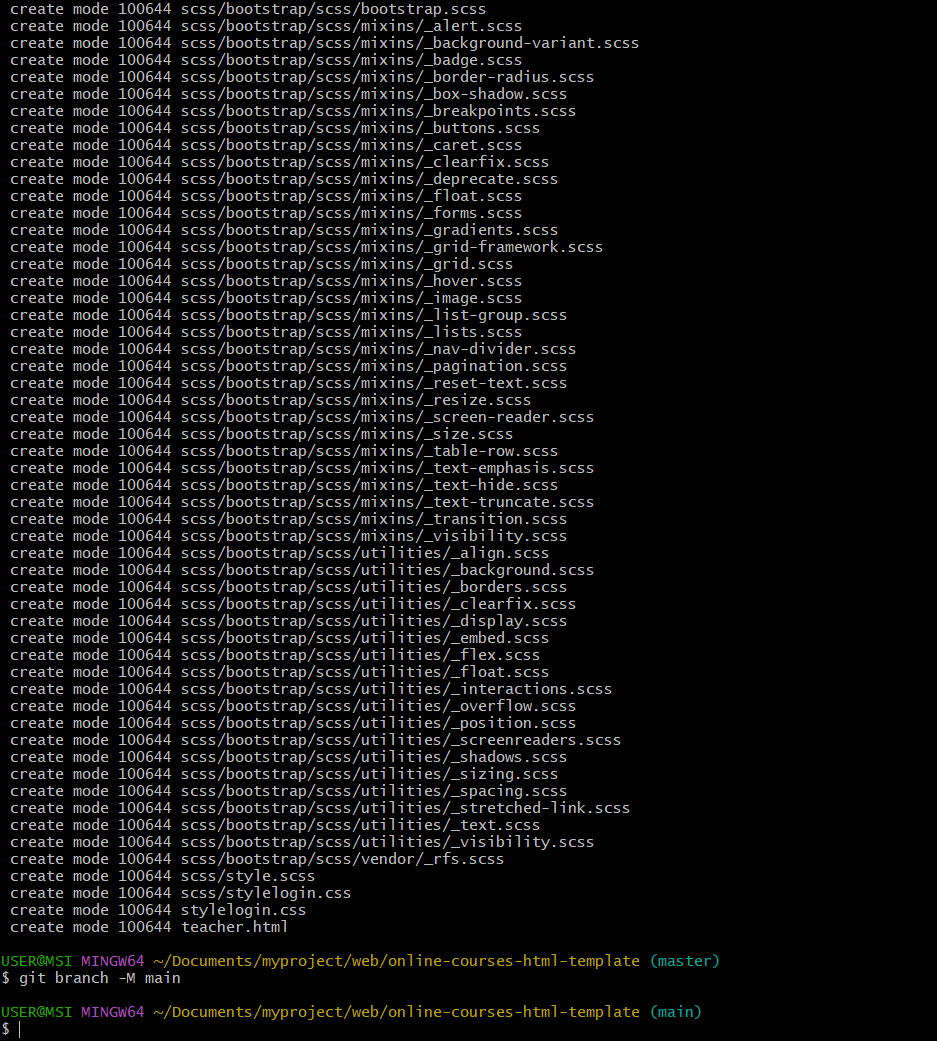 create mode 100644 scss/bootstrap/scss/bootstrap.scss
create mode 100644 scss/bootstrap/scss/mixins/_alert.scss
create mode 100644 scss/bootstrap/scss/mixins/_background-variant.scss
create mode 100644 scss/bootstrap/scss/mixins/_badge.scss
create mode 100644 scss/bootstrap/scss/mixins/_border-radius.scss
create mode 100644 scss/bootstrap/scss/mixins/_box-shadow.scss
create mode 100644 scss/bootstrap/scss/mixins/_breakpoints.scss
create mode 100644 scss/bootstrap/scss/mixins/_buttons.scss
create mode 100644 scss/bootstrap/scss/mixins/_caret.scss
create mode 100644 scss/bootstrap/scss/mixins/_clearfix.scss
create mode 100644 scss/bootstrap/scss/mixins/_deprecate.scss
create mode 100644 scss/bootstrap/scss/mixins/_float.scss
create mode 100644 scss/bootstrap/scss/mixins/_forms.scss
create mode 100644 scss/bootstrap/scss/mixins/_gradients.scss
create mode 100644 scss/bootstrap/scss/mixins/_grid-framework.scss
create mode 100644 scss/bootstrap/scss/mixins/_grid.scss
create mode 100644 scss/bootstrap/scss/mixins/_hover.scss
create mode 100644 scss/bootstrap/scss/mixins/_image.scss
create mode 100644 scss/bootstrap/scss/mixins/_list-group.scss
create mode 100644 scss/bootstrap/scss/mixins/_lists.scss
create mode 100644 scss/bootstrap/scss/mixins/_nav-divider.scss
create mode 100644 scss/bootstrap/scss/mixins/_pagination.scss
create mode 100644 scss/bootstrap/scss/mixins/_reset-text.scss
create mode 100644 scss/bootstrap/scss/mixins/_resize.scss
create mode 100644 scss/bootstrap/scss/mixins/_screen-reader.scss
create mode 100644 scss/bootstrap/scss/mixins/_size.scss
create mode 100644 scss/bootstrap/scss/mixins/_table-row.scss
create mode 100644 scss/bootstrap/scss/mixins/_text-emphasis.scss
create mode 100644 scss/bootstrap/scss/mixins/_text-hide.scss
create mode 100644 scss/bootstrap/scss/mixins/_text-truncate.scss
create mode 100644 scss/bootstrap/scss/mixins/_transition.scss
create mode 100644 scss/bootstrap/scss/mixins/_visibility.scss
create mode 100644 scss/bootstrap/scss/utilities/_align.scss
create mode 100644 scss/bootstrap/scss/utilities/_background.scss
create mode 100644 scss/bootstrap/scss/utilities/_borders.scss
create mode 100644 scss/bootstrap/scss/utilities/_clearfix.scss
create mode 100644 scss/bootstrap/scss/utilities/_display.scss
create mode 100644 scss/bootstrap/scss/utilities/_embed.scss
create mode 100644 scss/bootstrap/scss/utilities/_flex.scss
create mode 100644 scss/bootstrap/scss/utilities/_float.scss
create mode 100644 scss/bootstrap/scss/utilities/_interactions.scss
create mode 100644 scss/bootstrap/scss/utilities/_overflow.scss
create mode 100644 scss/bootstrap/scss/utilities/_position.scss
create mode 100644 scss/bootstrap/scss/utilities/_screenreaders.scss
create mode 100644 scss/bootstrap/scss/utilities/_shadows.scss
create mode 100644 scss/bootstrap/scss/utilities/_sizing.scss
create mode 100644 scss/bootstrap/scss/utilities/_spacing.scss
create mode 100644 scss/bootstrap/scss/utilities/_stretched-link.scss
create mode 100644 scss/bootstrap/scss/utilities/_text.scss
create mode 100644 scss/bootstrap/scss/utilities/_visibility.scss
create mode 100644 scss/bootstrap/scss/vendor/_rfs.scss
create mode 100644 scss/style.scss
create mode 100644 scss/stylelogin.css
create mode 100644 stylelogin.css
create mode 100644 teacher.html
USER@MSI MINGW64 ~/Documents/myproject/web/online-courses-html-template (master)
$ git branch -M main
USER@MSI MINGW64 ~/Documents/myproject/web/online-courses-html-template (main)
$